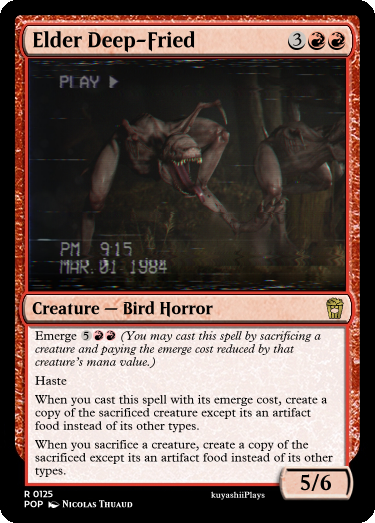 Elder Deep-Fried 3
PLAY
PM 9:15
MAR. 01 1984
Creature — Bird Horror
Emerge 5 (You may cast this spell by sacrificing a
creature and paying the emerge cost reduced by that
creature's mana value.)
Haste
When you cast this spell with its emerge cost, create a
copy of the sacrificed creature except its an artifact
food instead of its other types.
When you sacrifice a creature, create a copy of the
sacrificed creature except its an artifact food instead of its other
types.
5/6
R 0125
POP Nicolas Thuaud
kuyashiiPlays